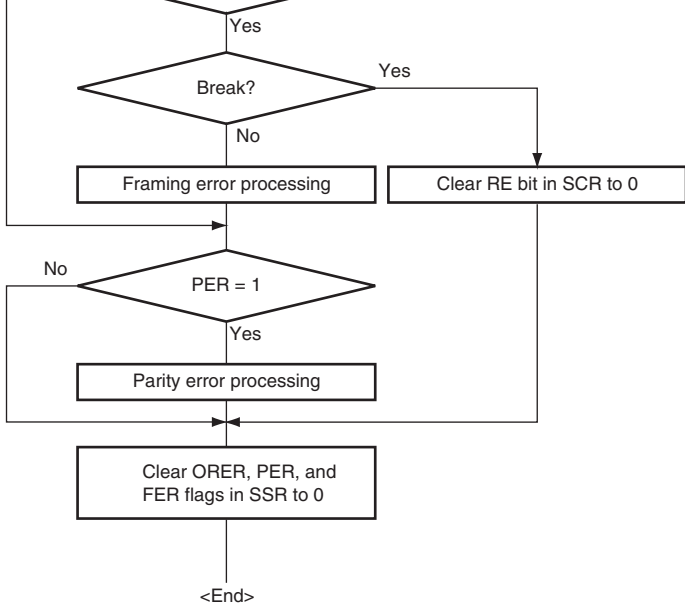 Yes
Break?
Yes
No
Framing error processing
Clear RE bit in SCR to 0
No
PER = 1
Yes
Parity error processing
Clear ORER, PER, and
FER flags in SSR to 0
<End>